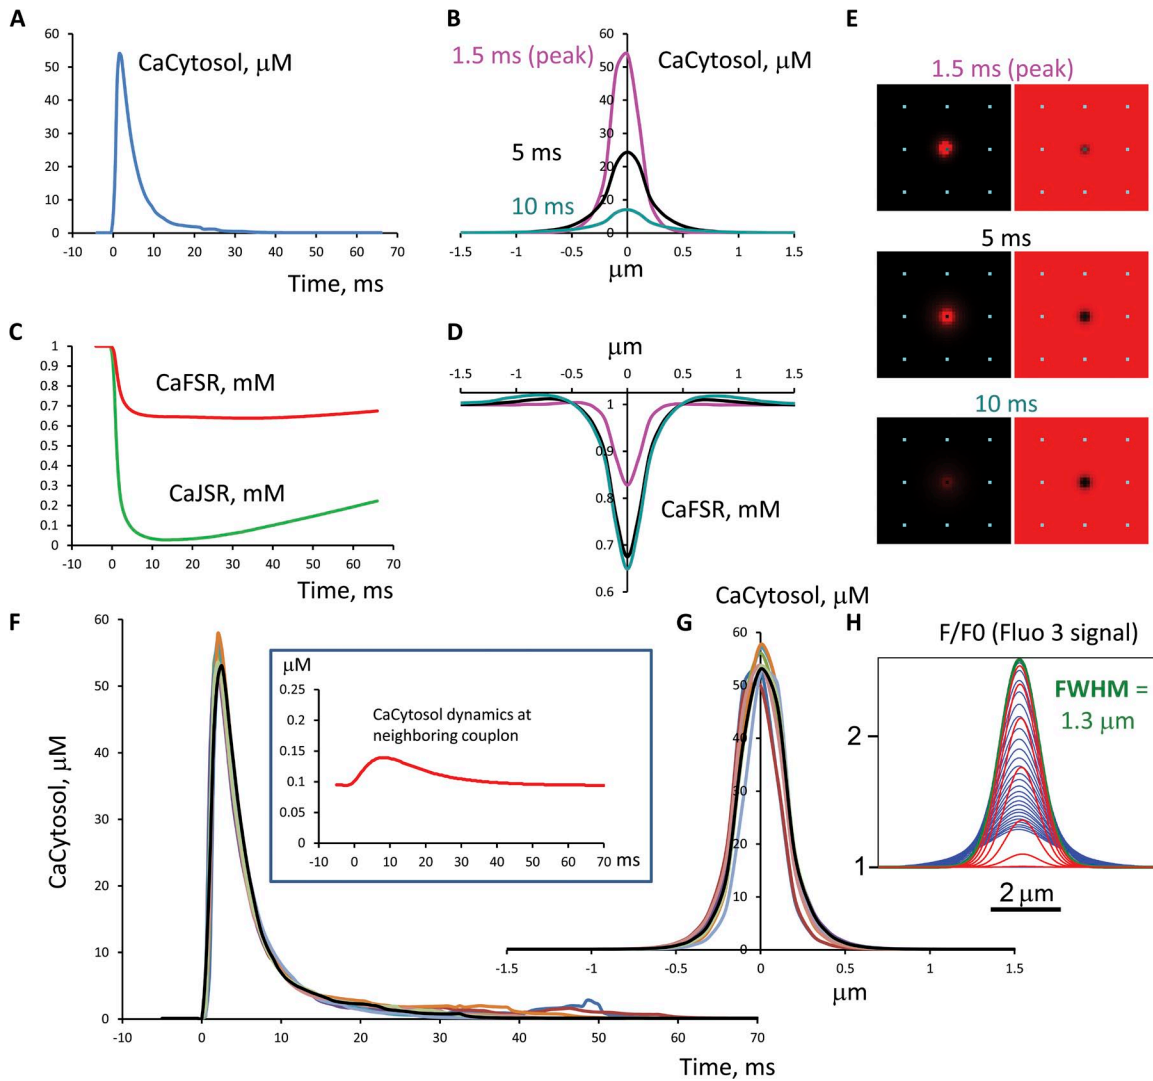 A
CaCytosol, μM
60
50
40
30
20
10
0
-10 0 10 20 30 40 50 60 70
Time, ms
B
1.5 ms (peak)
CaCytosol, μM
5 ms
10 ms
60
50
40
30
20
10
0
-1.5 -1 -0.5 0 0.5 1 1.5
μm
C
CaFSR, mM
CaJSR, mM
1
0.9
0.8
0.7
0.6
0.5
0.4
0.3
0.2
0.1
0
-10 0 10 20 30 40 50 60 70
Time, ms
D
μm
-1.5 -1 -0.5 0 0.5 1 1.5
1
0.9
0.8
0.7
0.6
CaFSR, mM
E
1.5 ms (peak)
5 ms
10 ms
F
CaCytosol, μM
60
50
40
30
20
10
0
-10 0 10 20 30 40 50 60 70
Time, ms
μM
0.25
0.2
0.15
0.1
0.05
0
CaCytosol dynamics at
neighboring couplon
-10 0 10 20 30 40 50 60 70 ms
G
CaCytosol, μM
60
50
40
30
20
10
0
-1.5 -1 -0.5 0 0.5 1 1.5
μm
H
F/F0 (Fluo 3 signal)
FWHM =
1.3 μm
2
1
2 μm